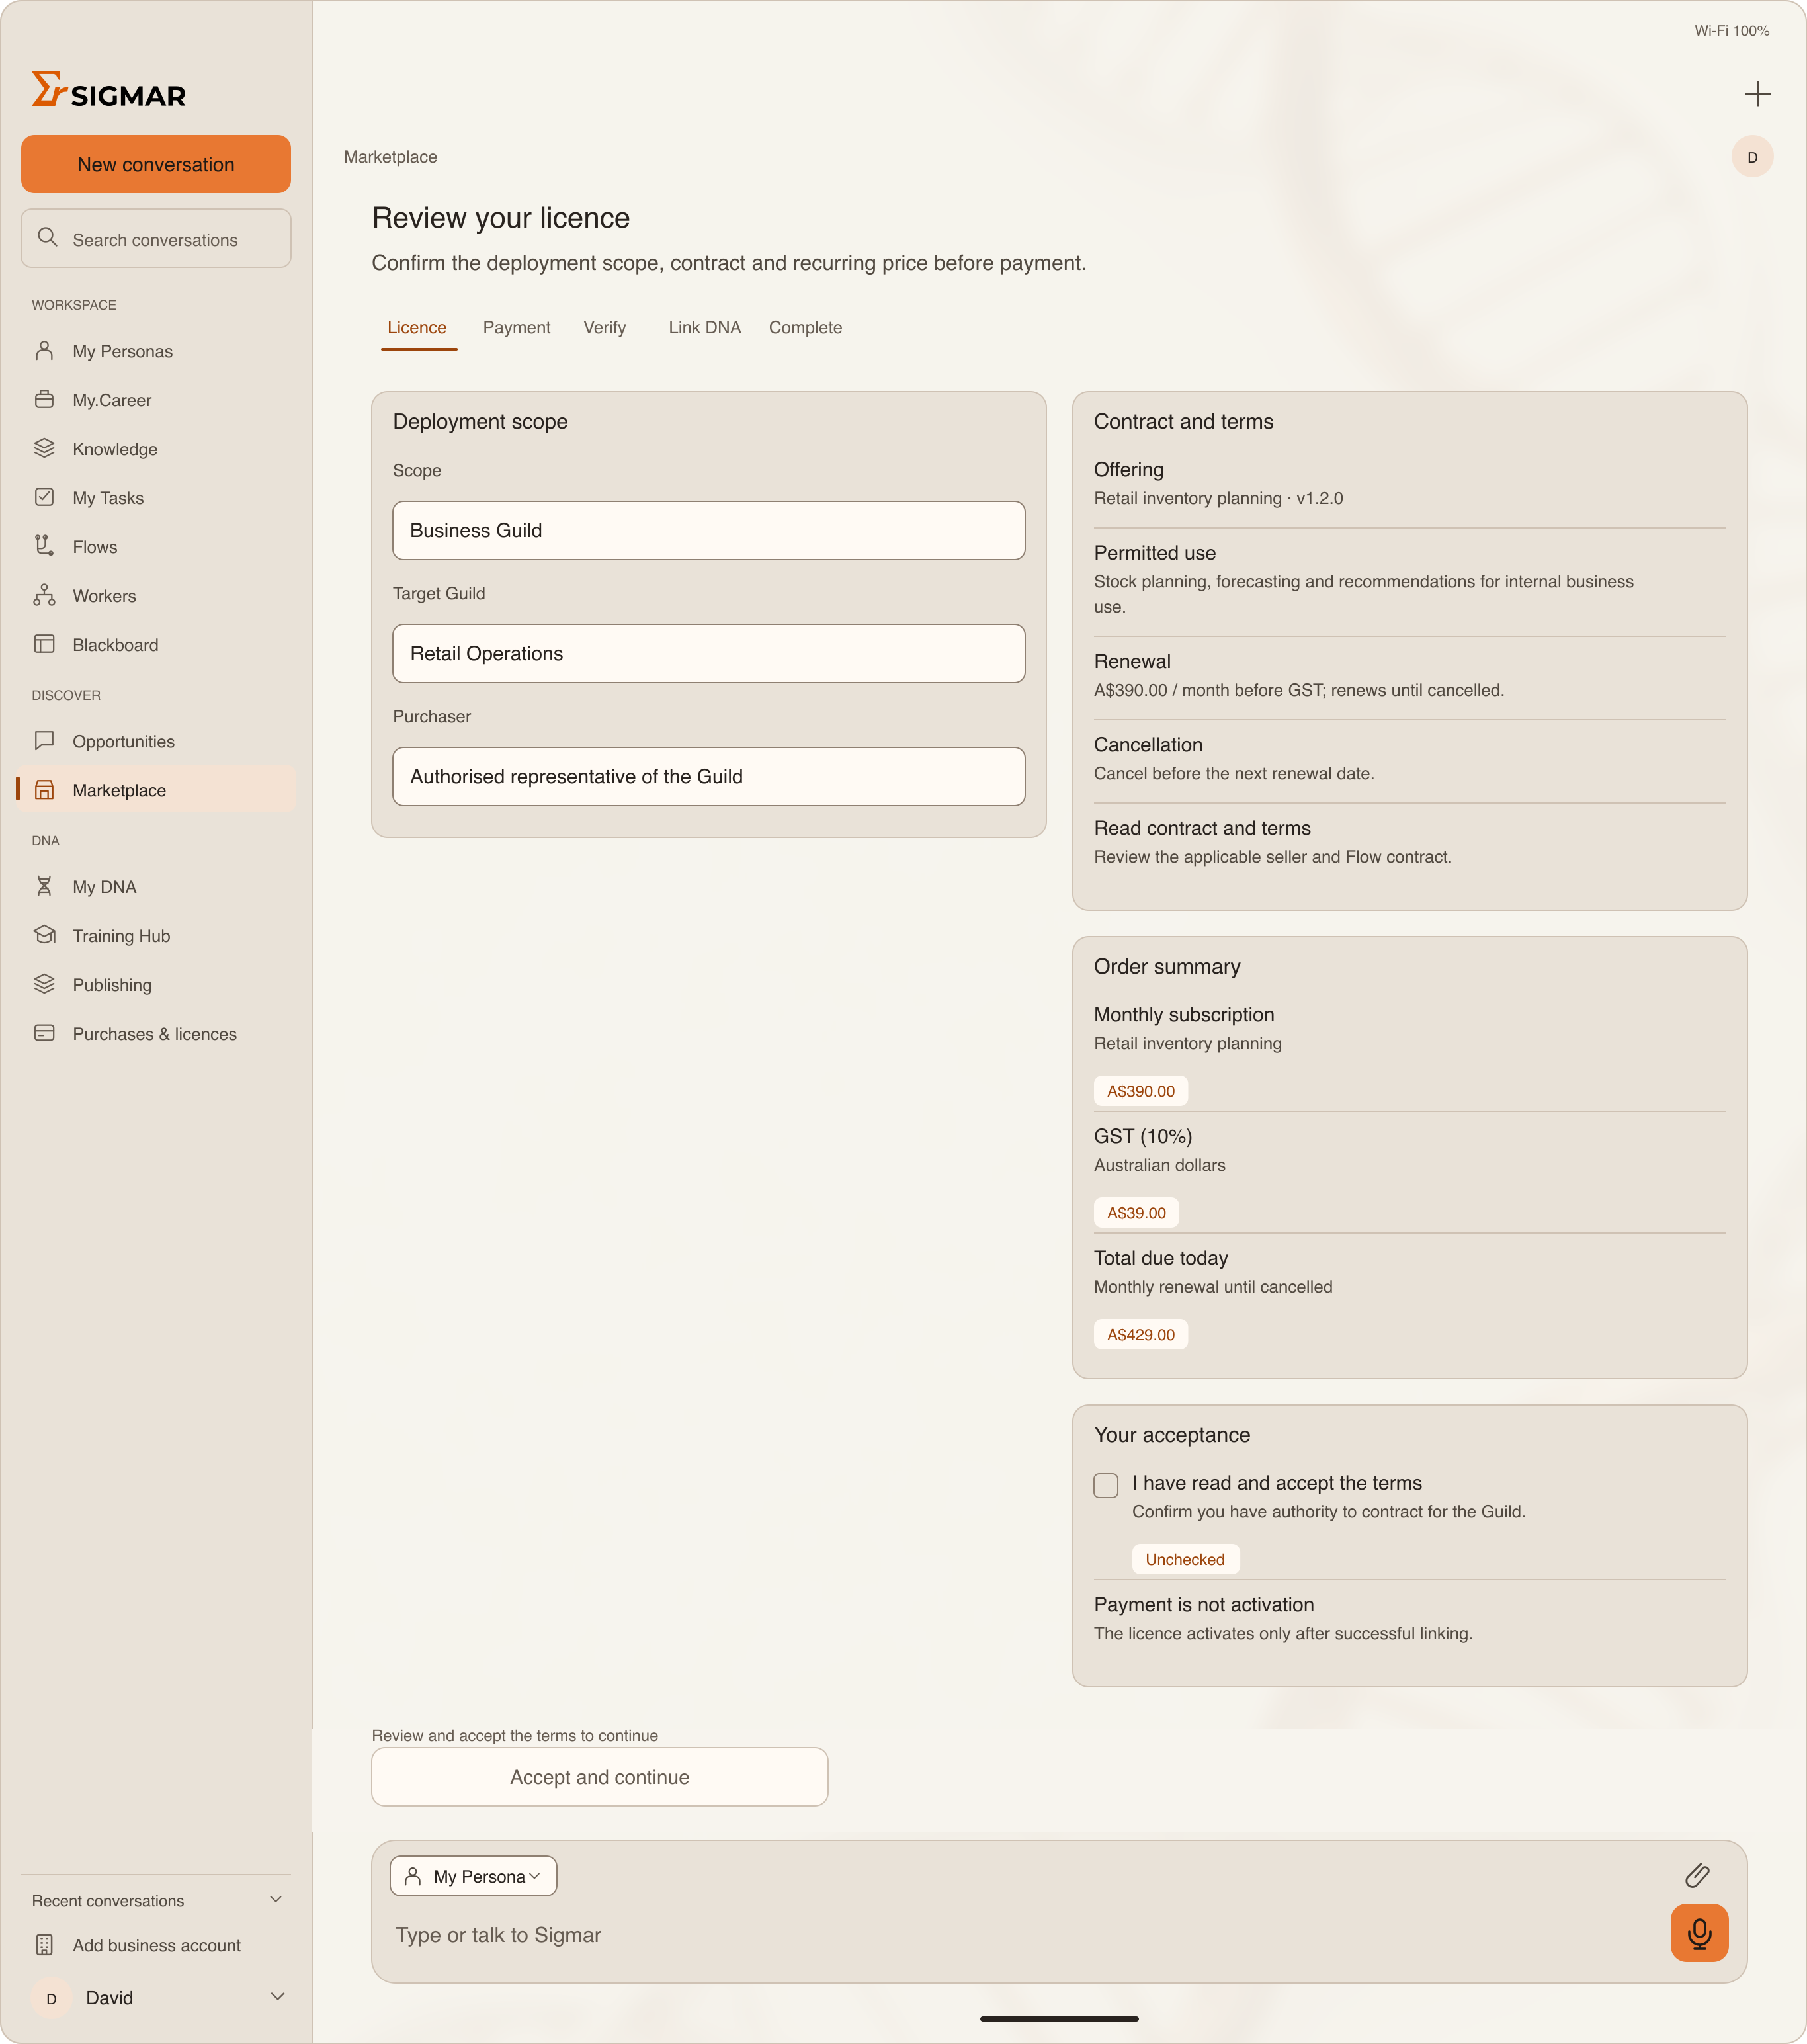 Wi-Fi 100%
Σr SIGMAR
New conversation
Search conversations
WORKSPACE
My Personas
My.Career
Knowledge
My Tasks
Flows
Workers
Blackboard
DISCOVER
Opportunities
Marketplace
DNA
My DNA
Training Hub
Publishing
Purchases & licences
Recent conversations
Add business account
D David
Marketplace
D
Review your licence
Confirm the deployment scope, contract and recurring price before payment.
Licence Payment Verify Link DNA Complete
Deployment scope
Scope
Business Guild
Target Guild
Retail Operations
Purchaser
Authorised representative of the Guild
Contract and terms
Offering
Retail inventory planning · v1.2.0
Permitted use
Stock planning, forecasting and recommendations for internal business
use.
Renewal
A$390.00 / month before GST; renews until cancelled.
Cancellation
Cancel before the next renewal date.
Read contract and terms
Review the applicable seller and Flow contract.
Order summary
Monthly subscription
Retail inventory planning
A$390.00
GST (10%)
Australian dollars
A$39.00
Total due today
Monthly renewal until cancelled
A$429.00
Your acceptance
I have read and accept the terms
Confirm you have authority to contract for the Guild.
Unchecked
Payment is not activation
The licence activates only after successful linking.
Review and accept the terms to continue
Accept and continue
My Persona
Type or talk to Sigmar